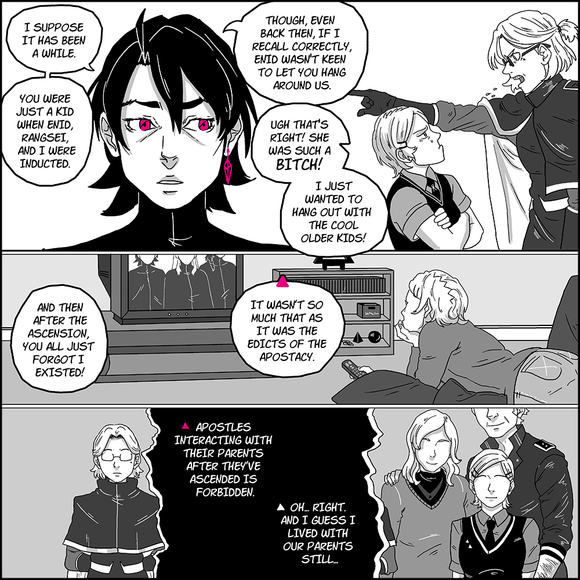 I SUPPOSE
IT HAS BEEN
A WHILE.
YOU WERE
JUST A KID
WHEN ENID,
RANGSEI,
AND I WERE
INDUCTED.
THOUGH, EVEN
BACK THEN, IF I
RECALL CORRECTLY,
ENID WASN'T KEEN
TO LET YOU HANG
AROUND US.
UGH THAT'S
RIGHT! SHE
WAS SUCH A
BITCH!
I JUST
WANTED TO
HANG OUT WITH
THE COOL
OLDER KIDS!
AND THEN
AFTER THE
ASCENSION,
YOU ALL JUST
FORGOT I
EXISTED!
IT WASN'T SO
MUCH THAT AS
IT WAS THE
EDICTS OF THE
APOSTACY.
APOSTLES
INTERACTING WITH
THEIR PARENTS
AFTER THEY'VE
ASCENDED IS
FORBIDDEN.
OH... RIGHT.
AND I GUESS I
LIVED WITH
OUR PARENTS
STILL...